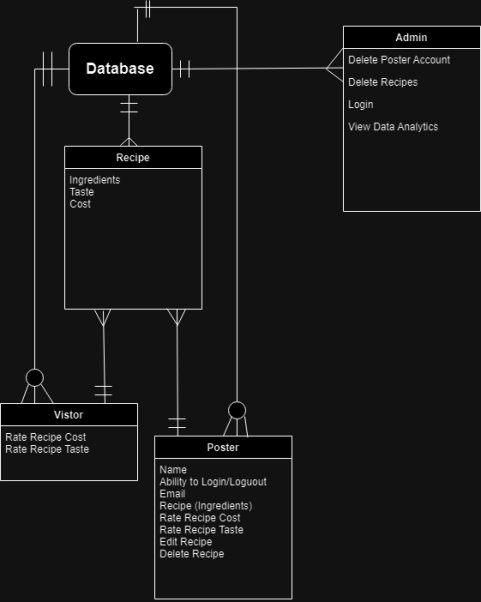 Database
Admin
Delete Poster Account
Delete Recipes
Login
View Data Analytics
Recipe
Ingredients
Taste
Cost
Vistor
Rate Recipe Cost
Rate Recipe Taste
Poster
Name
Ability to Login/Loguout
Email
Recipe (Ingredients)
Rate Recipe Cost
Rate Recipe Taste
Edit Recipe
Delete Recipe